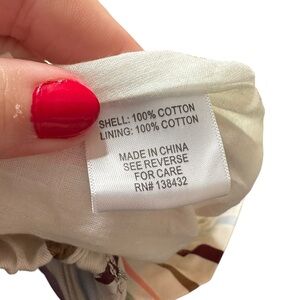 SHELL: 100% COTTON
LINING: 100% COTTON
MADE IN CHINA
SEE REVERSE
FOR CARE
RN# 138432